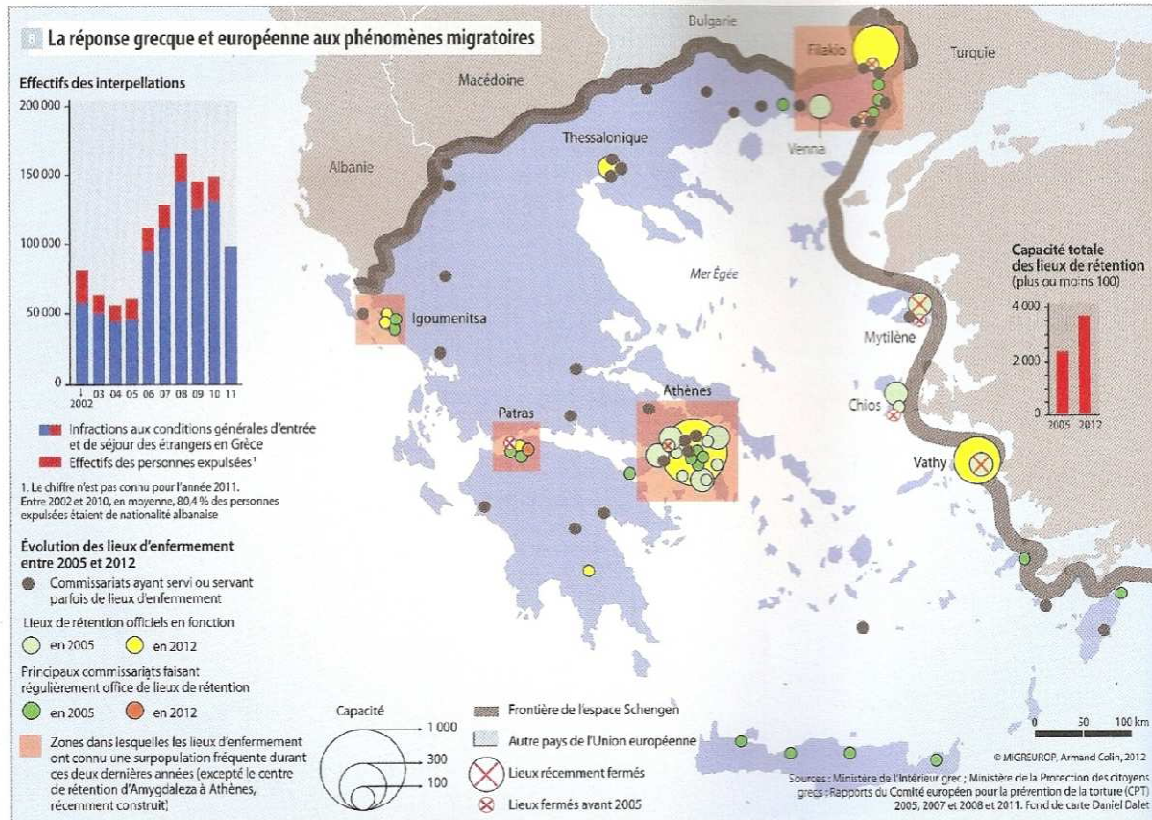 8 La réponse grecque et européenne aux phénomènes migratoires
Effectifs des interpellations
200 000
150 000
100 000
50 000
0
2002
03 04 05 06 07 08 09 10 11
Infractions aux conditions générales d'entrée
et de séjour des étrangers en Grèce
Effectifs des personnes expulsées¹
1. Le chiffre n'est pas connu pour l'année 2011.
Entre 2002 et 2010, en moyenne, 80,4 % des personnes
expulsées étaient de nationalité albanaise
Évolution des lieux d'enfermement
entre 2005 et 2012
Commissariats ayant servi ou servant
parfois de lieux d'enfermement
Lieux de rétention officiels en fonction
en 2005
en 2012
Principaux commissariats faisant
régulièrement office de lieux de rétention
en 2005
en 2012
Zones dans lesquelles les lieux d'enfermement
ont connu une surpopulation fréquente durant
ces deux dernières années (excepté le centre
de rétention d'Amygdaleza à Athènes,
récemment construit)
Bulgarie
Macédoine
Albanie
Turquie
Filakio
Venna
Thessalonique
Mer Égée
Igoumenitsa
Patras
Athènes
Mytilène
Chios
Vathy
Capacité totale
des lieux de rétention
(plus ou moins 100)
4 000
2 000
0
2005 2012
Capacité
1 000
300
100
Frontière de l'espace Schengen
Autre pays de l'Union européenne
Lieux récemment fermés
Lieux fermés avant 2005
0 50 100 km
© MIGREUROP, Armand Colin, 2012
Sources : Ministère de l'Intérieur grec ; Ministère de la Protection des citoyens
grecs ; Rapports du Comité européen pour la prévention de la torture (CPT)
2005, 2007 et 2008 et 2011. Fond de carte Daniel Dalet